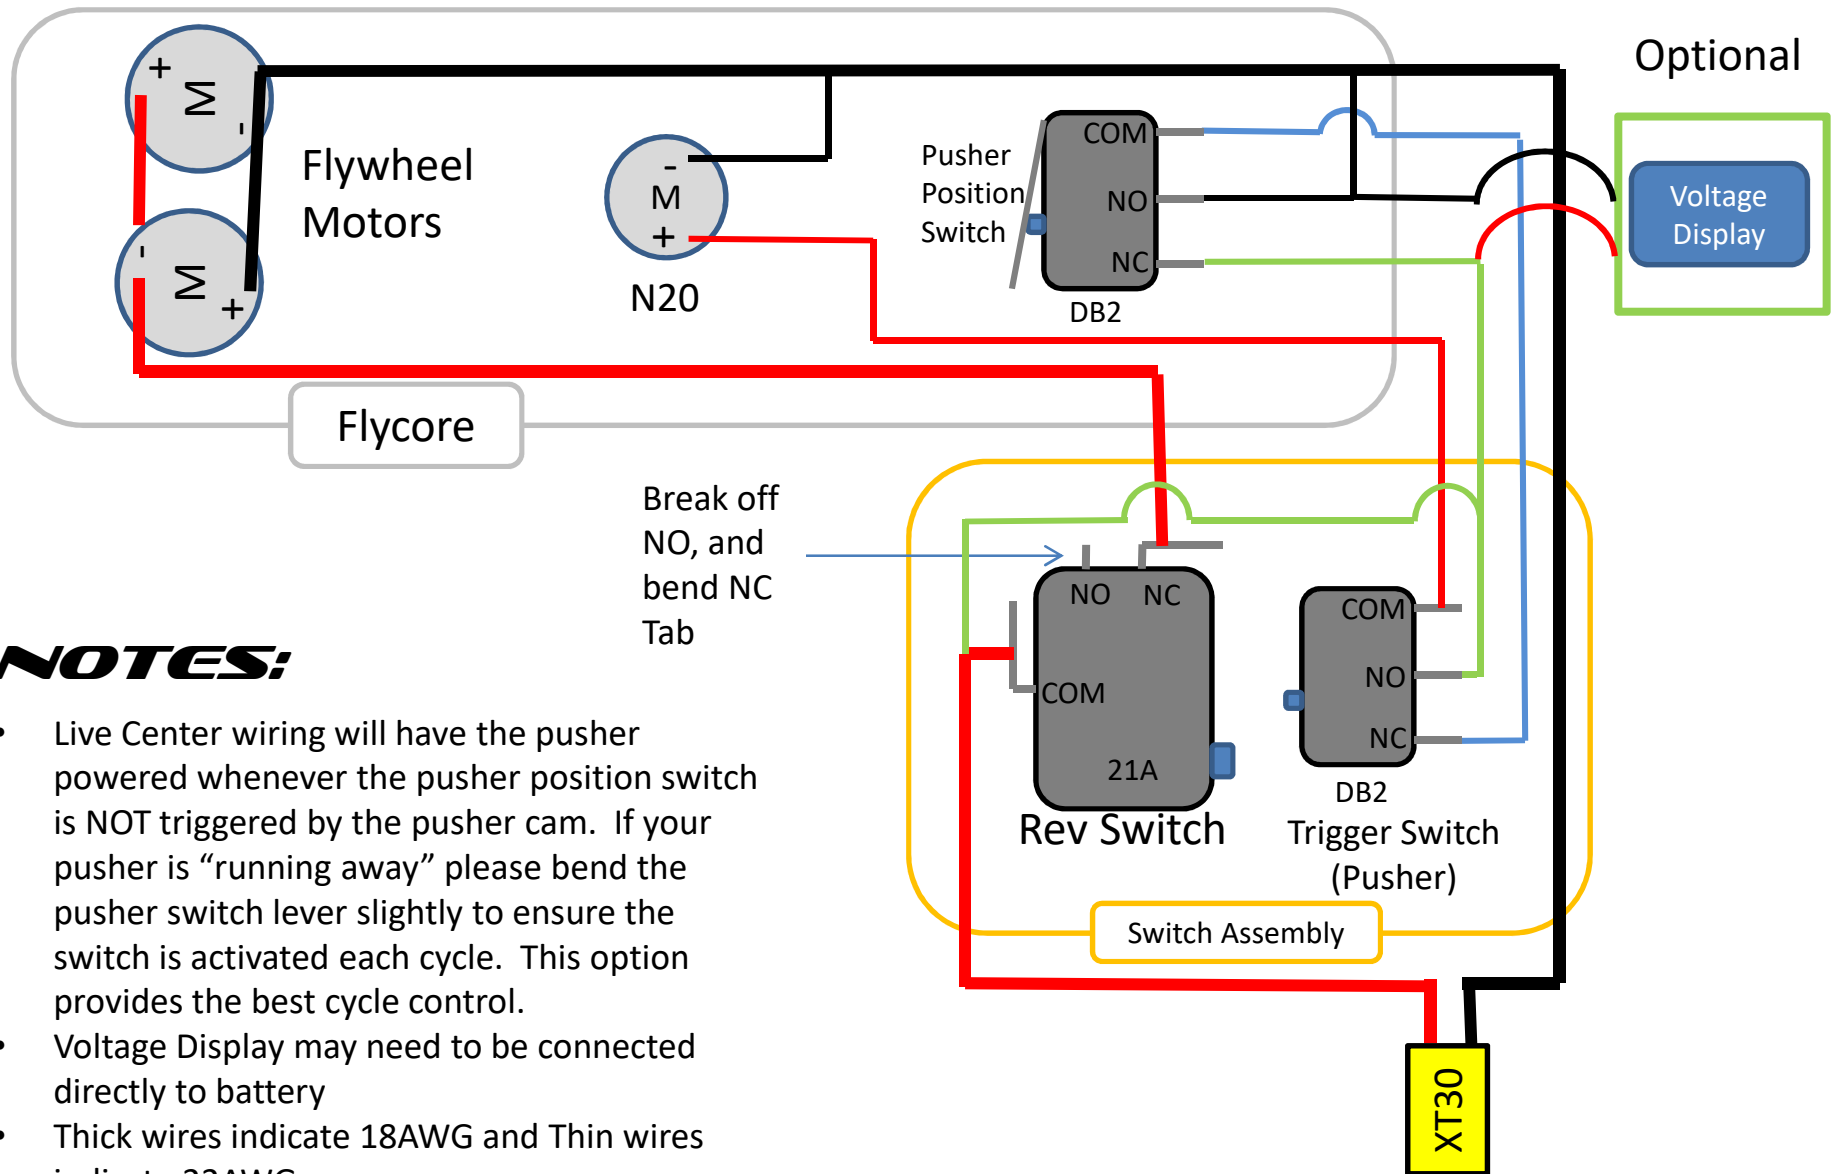 Optional
+
M
-
Flywheel
Motors
-
M
+
-
M
+
N20
Pusher
Position
Switch
COM
NO
NC
DB2
Voltage
Display
Flycore
Break off
NO, and
bend NC
Tab
NO NC
COM
21A
Rev Switch
COM
NO
NC
DB2
Trigger Switch
(Pusher)
Switch Assembly
XT30
NOTES:
• Live Center wiring will have the pusher
powered whenever the pusher position switch
is NOT triggered by the pusher cam. If your
pusher is “running away” please bend the
pusher switch lever slightly to ensure the
switch is activated each cycle. This option
provides the best cycle control.
• Voltage Display may need to be connected
directly to battery
• Thick wires indicate 18AWG and Thin wires
indicate 22AWG